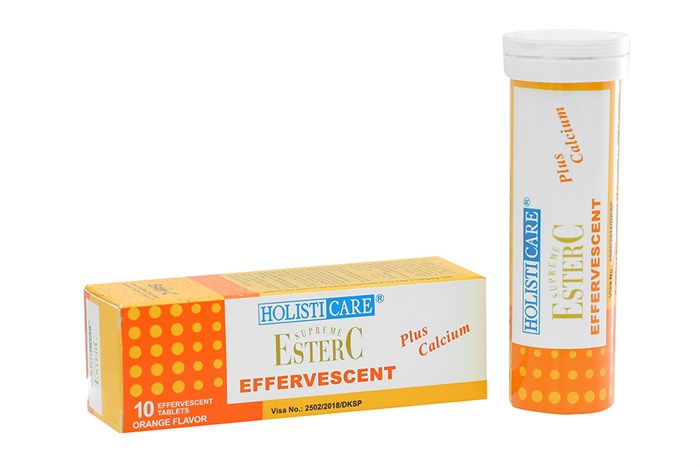 HOLISTICARE®
SUPREME
ESTERC
EFFERVESCENT
Plus
Calcium
10 EFFERVESCENT
TABLETS
ORANGE FLAVOR
Visa No.: 2502/2018/DKSP
HOLISTICARE®
SUPREME
ESTERC
EFFERVESCENT
Plus
Calcium